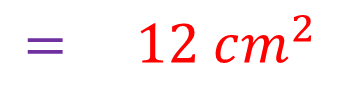 = 12 cm²